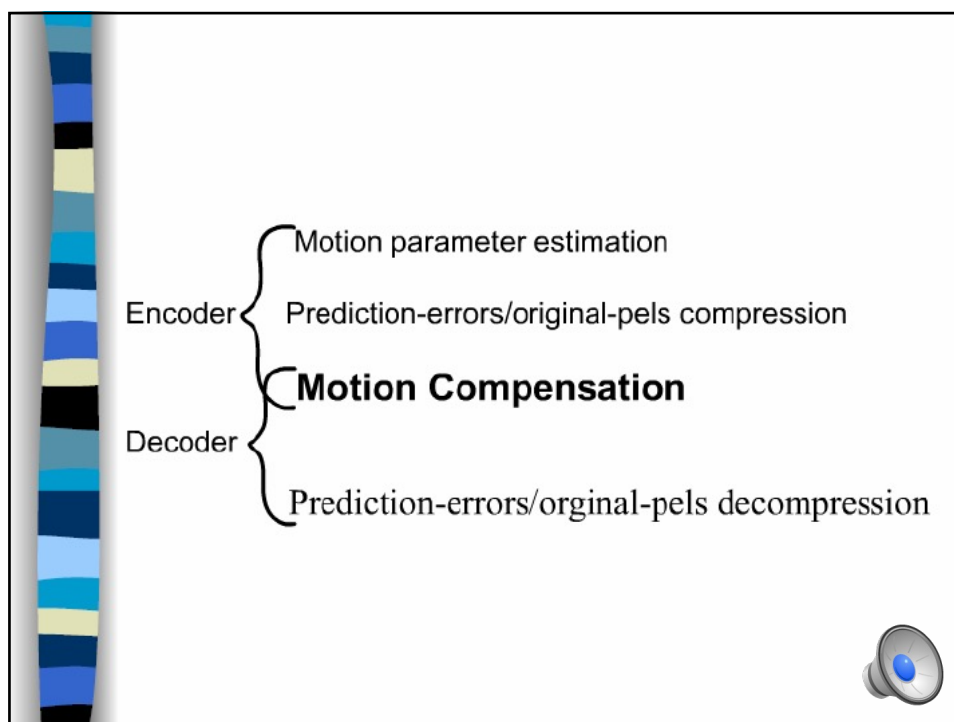 Motion parameter estimation
Encoder Prediction-errors/original-pels compression
Motion Compensation
Decoder
Prediction-errors/orginal-pels decompression